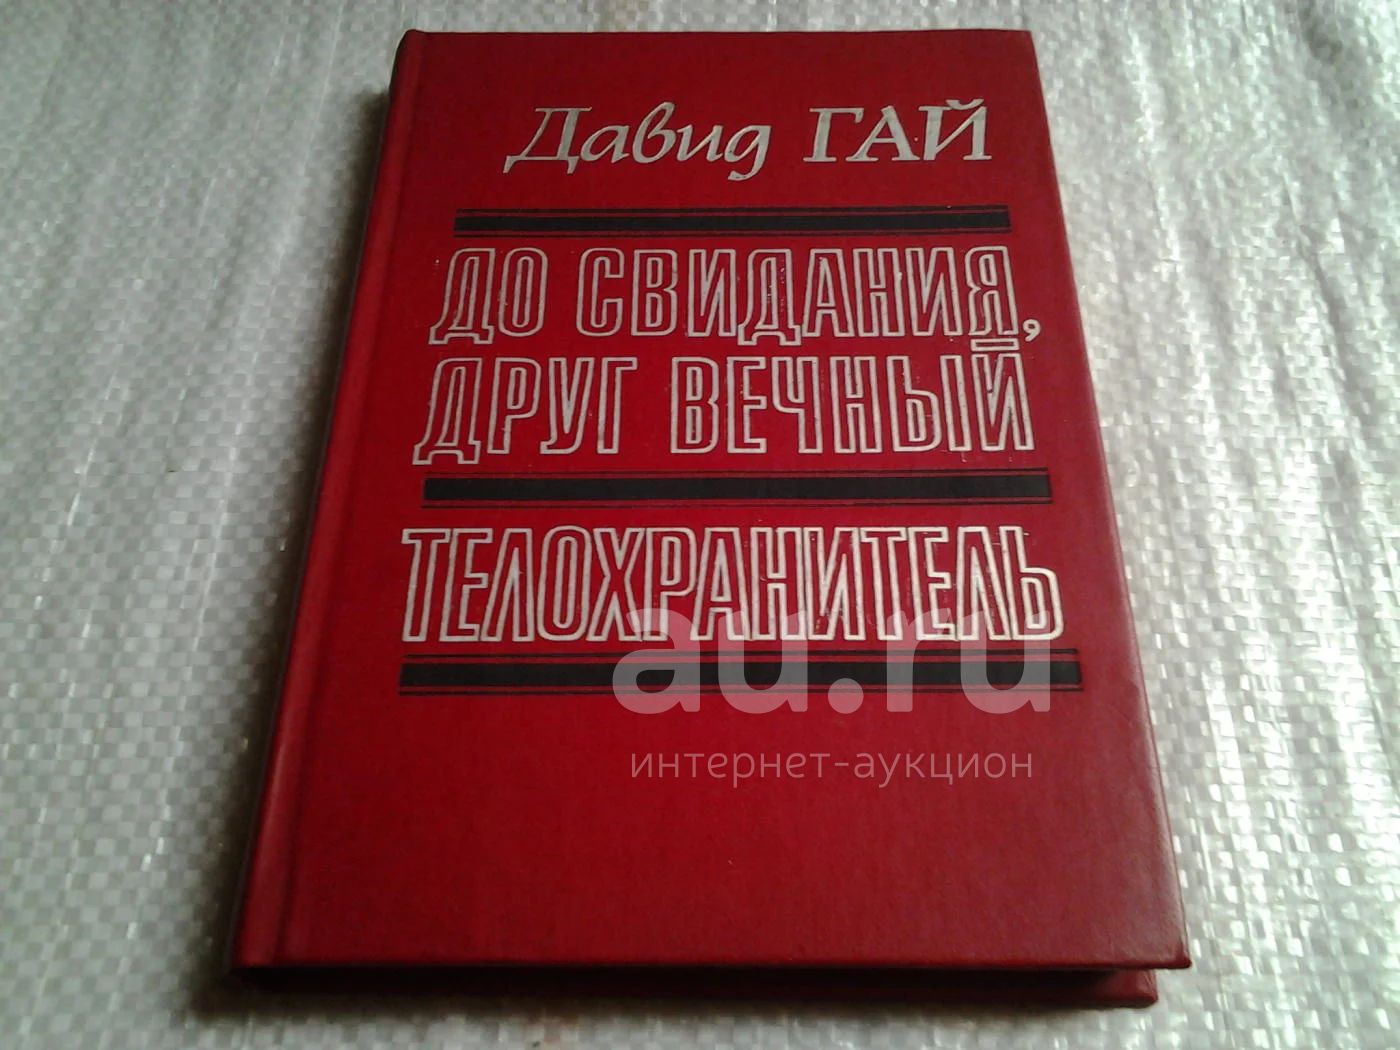 Давид ГАЙ
ДО СВИДАНИЯ,
ДРУГ ВЕЧНЫЙ
ТЕЛОХРАНИТЕЛЬ
au.ru
интернет-аукцион